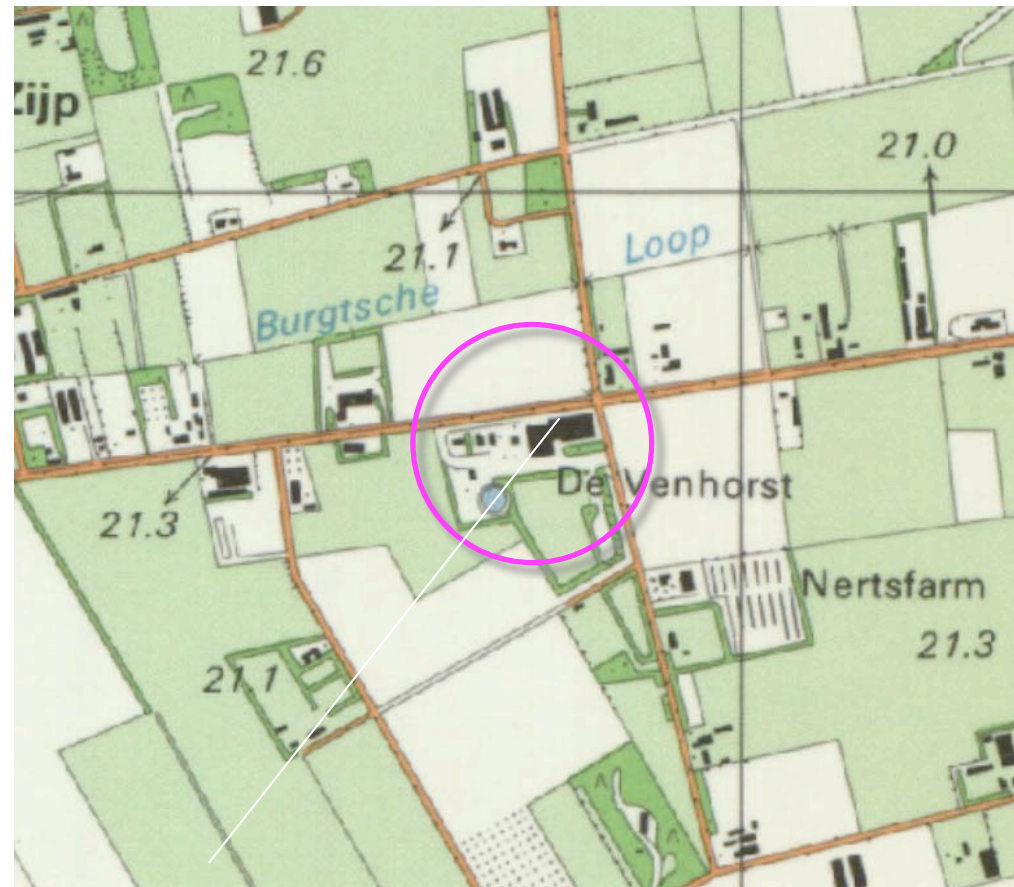 21.6
Zijp
21.0
Loop
21.1
Burgtsche
De Venhorst
21.3
Nertsfarm
21.3
21.1